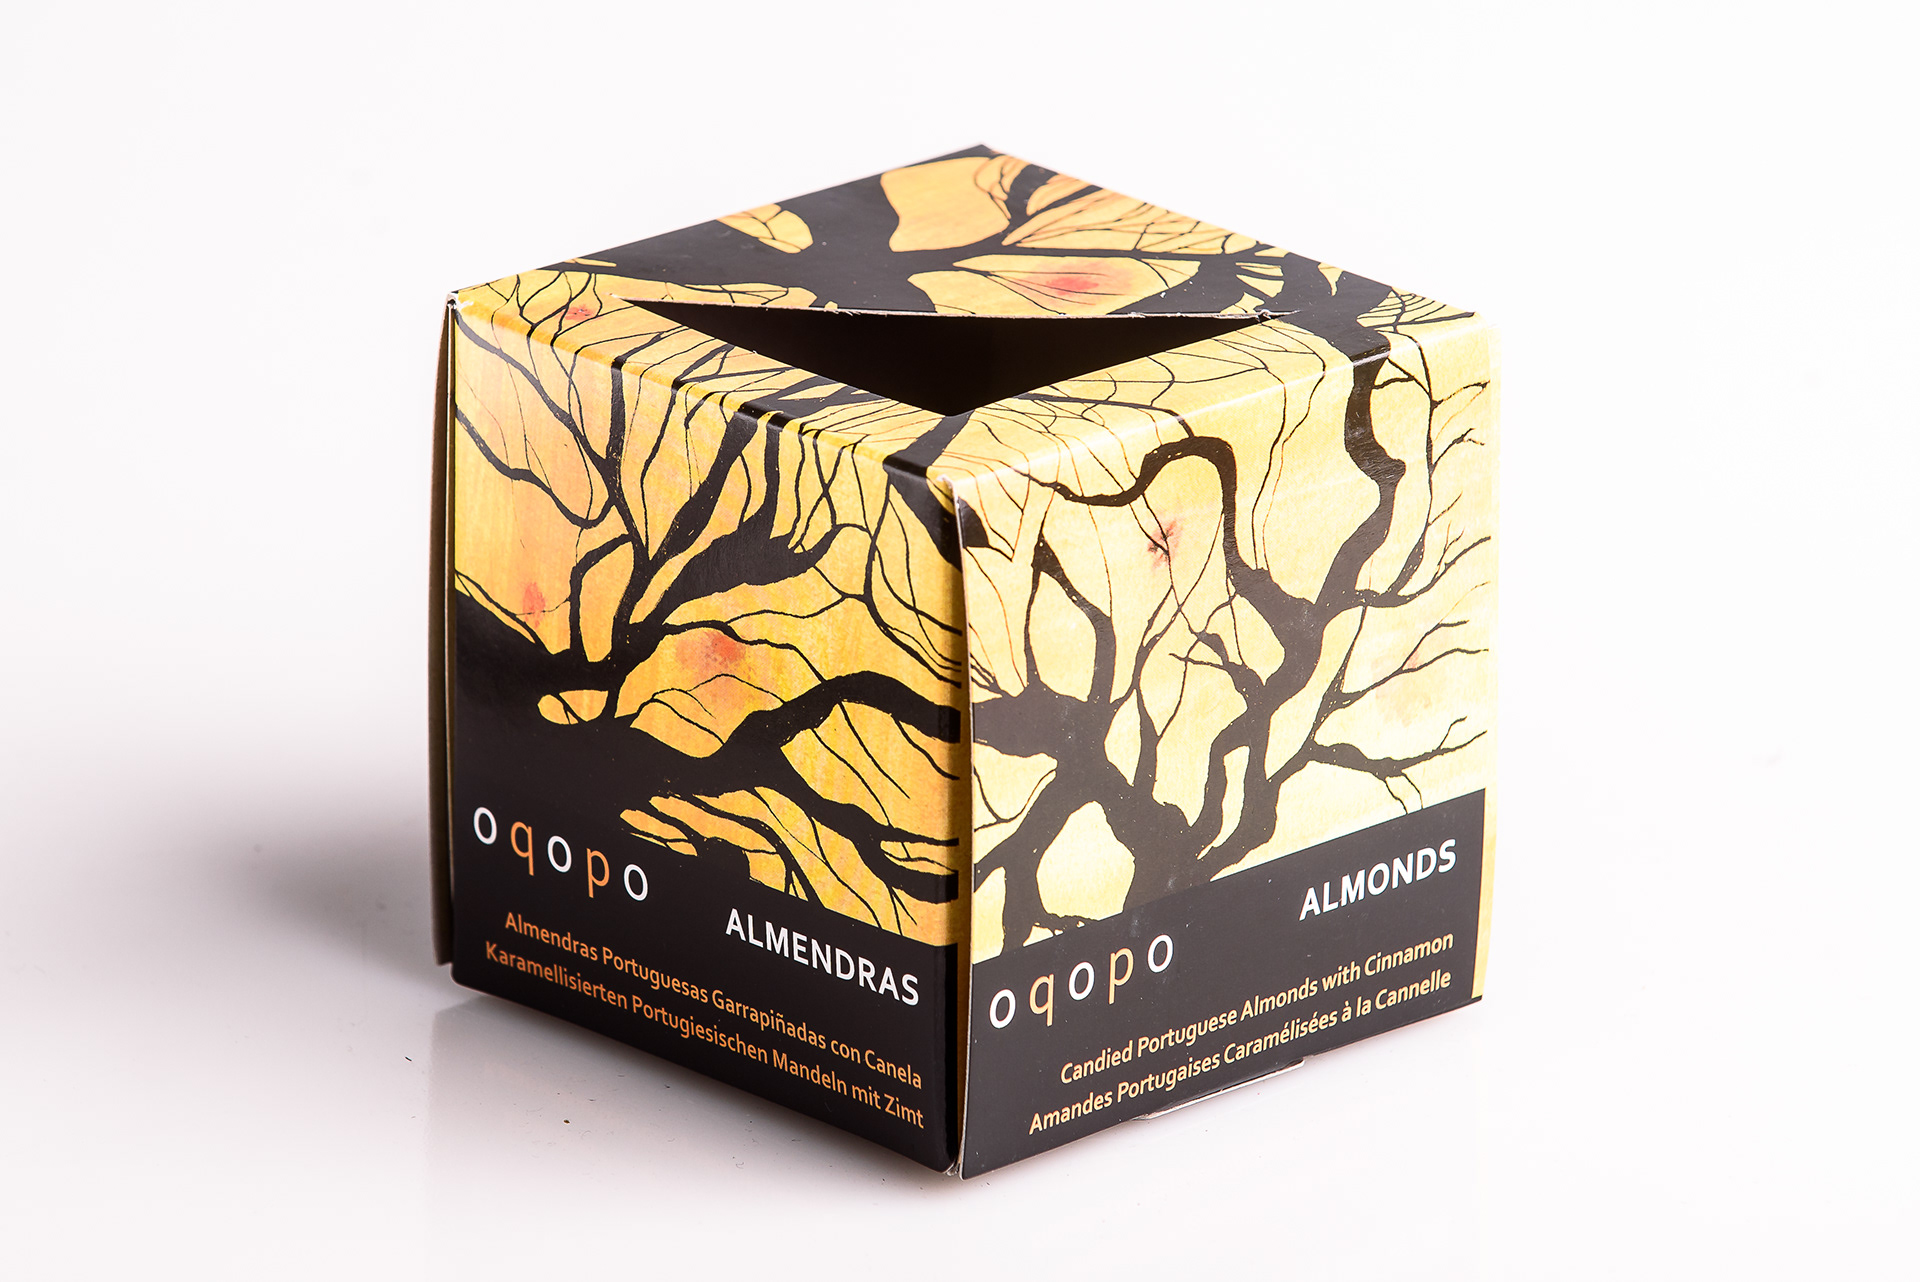 oqopo
ALMENDRAS
Almendras Portuguesas Garrapiñadas con Canela
Karamellisierten Portugiesischen Mandeln mit Zimt
ALMONDS
oqopo
Candied Portuguese Almonds with Cinnamon
Amandes Portugaises Caramélisées à la Cannelle